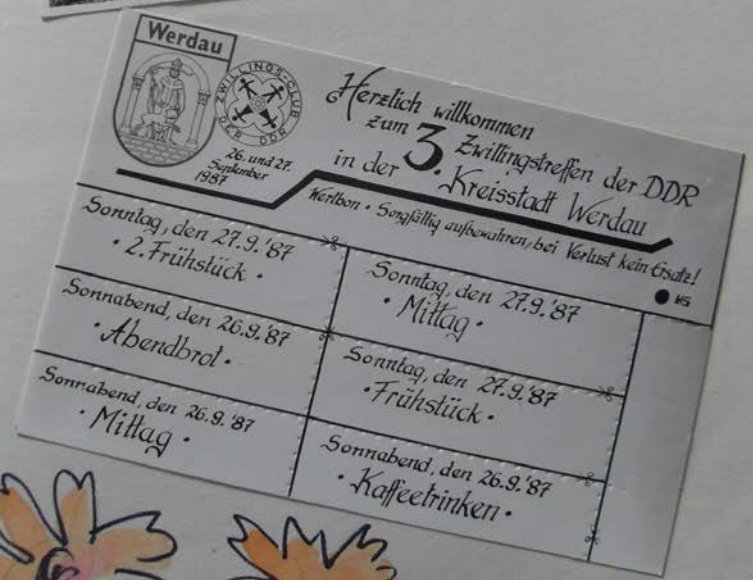 Werdau
ZWILLINGS-CLUB
DER DDR
26. und 27.
September
1987
Herzlich willkommen
zum 3. Zwillingstreffen der DDR
in der Kreisstadt Werdau
Wertbon • Sorgfältig aufbewahren, bei Verlust kein Ersatz!
Sonntag, den 27.9.'87
• 2. Frühstück •
Sonntag, den 27.9.'87
• Mittag •
Sonnabend, den 26.9.'87
• Abendbrot •
Sonntag, den 27.9.'87
• Frühstück •
Sonnabend, den 26.9.'87
• Mittag •
Sonnabend, den 26.9.'87
• Kaffeetrinken •